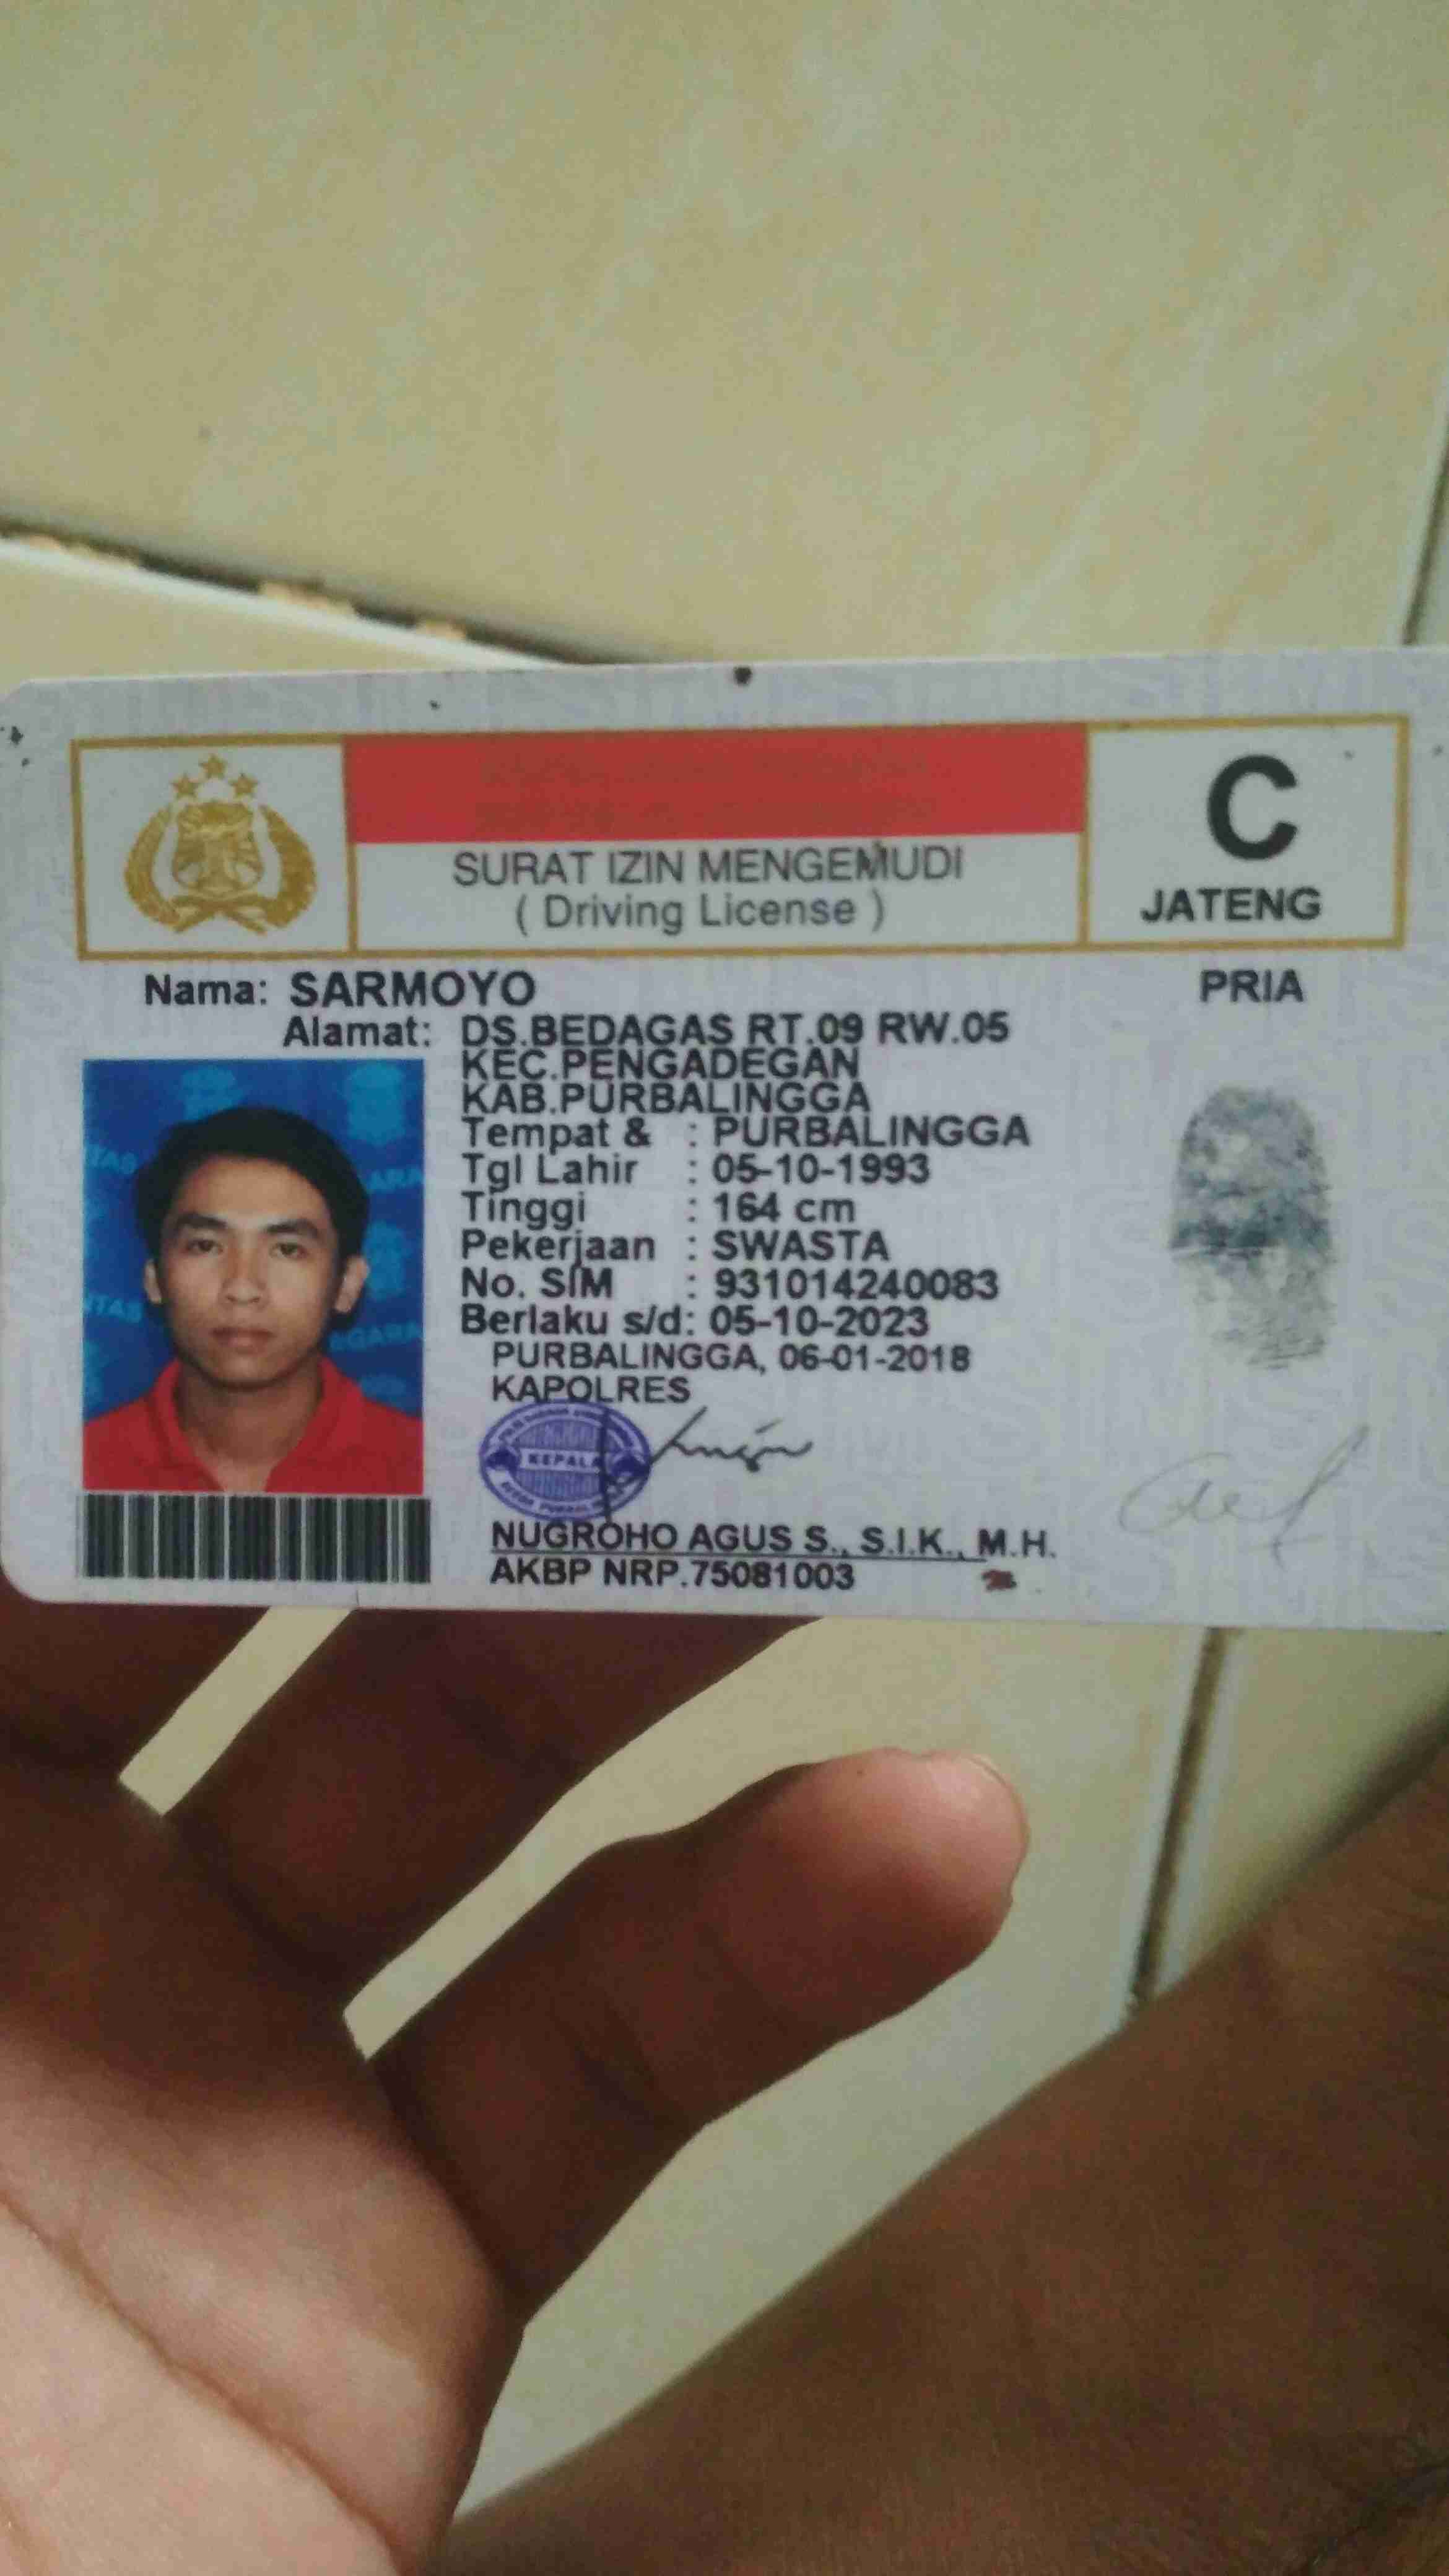 SURAT IZIN MENGEMUDI
( Driving License )
C
JATENG
Nama: SARMOYO
PRIA
Alamat: DS.BEDAGAS RT.09 RW.05
KEC.PENGADEGAN
KAB.PURBALINGGA
Tempat & : PURBALINGGA
Tgl Lahir : 05-10-1993
Tinggi : 164 cm
Pekerjaan : SWASTA
No. SIM : 931014240083
Berlaku s/d: 05-10-2023
PURBALINGGA, 06-01-2018
KAPOLRES
KEPALA
NUGROHO AGUS S., S.I.K., M.H.
AKBP NRP.75081003